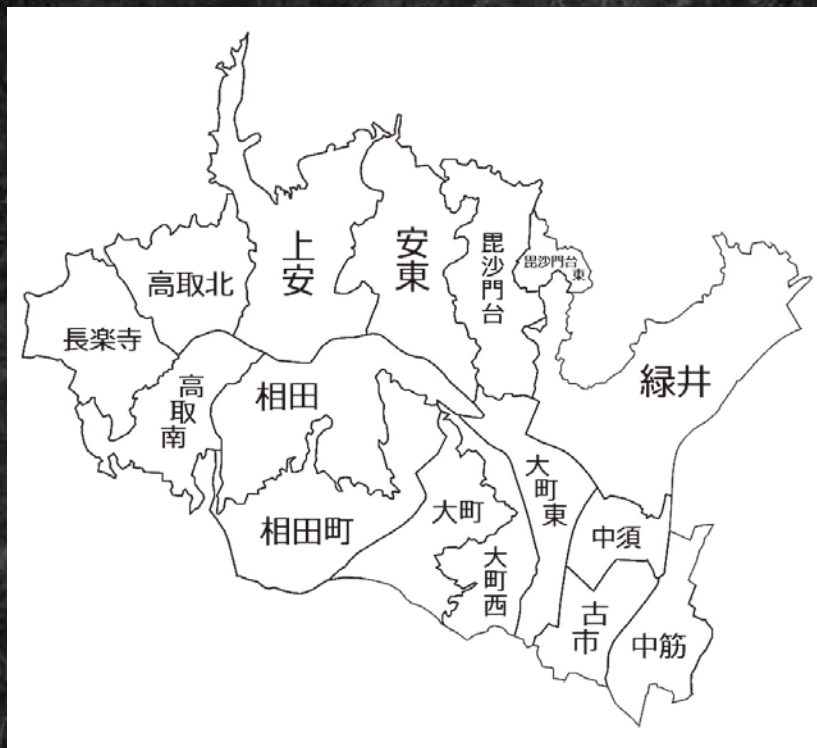 上安
安東
毘沙門台
毘沙門台東
高取北
長楽寺
高取南
相田
緑井
相田町
大町
大町東
大町西
中須
古市
中筋